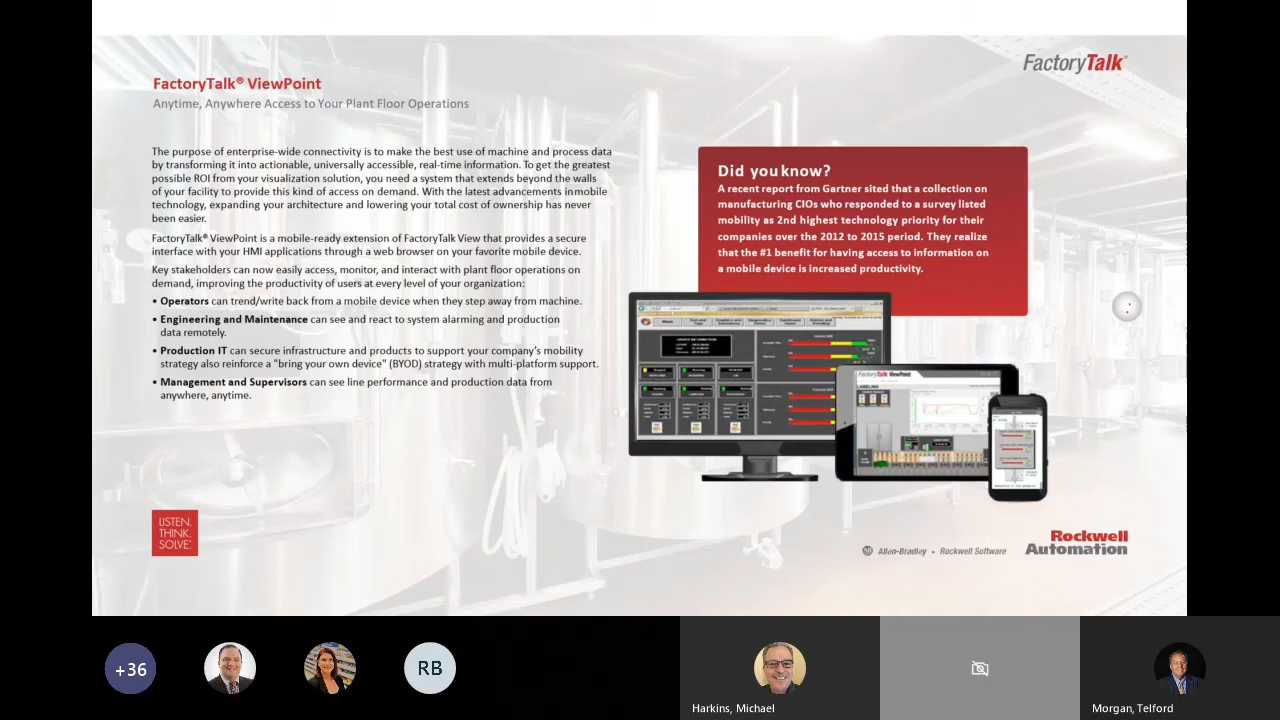 FactoryTalk®
FactoryTalk® ViewPoint
Anytime, Anywhere Access to Your Plant Floor Operations
The purpose of enterprise-wide connectivity is to make the best use of machine and process data
by transforming it into actionable, universally accessible, real-time information. To get the greatest
possible ROI from your visualization solution, you need a system that extends beyond the walls
of your facility to provide this kind of access on demand. With the latest advancements in mobile
technology, expanding your architecture and lowering your total cost of ownership has never
been easier.
FactoryTalk® ViewPoint is a mobile-ready extension of FactoryTalk View that provides a secure
interface with your HMI applications through a web browser on your favorite mobile device.
Key stakeholders can now easily access, monitor, and interact with plant floor operations on
demand, improving the productivity of users at every level of your organization:
• Operators can trend/write back from a mobile device when they step away from machine.
• Engineering and Maintenance can see and react to system alarming and production
data remotely.
• Production IT can secure infrastructure and products to support your company's mobility
strategy also reinforce a "bring your own device" (BYOD) strategy with multi-platform support.
• Management and Supervisors can see line performance and production data from
anywhere, anytime.
Did you know?
A recent report from Gartner sited that a collection on
manufacturing CIOs who responded to a survey listed
mobility as 2nd highest technology priority for their
companies over the 2012 to 2015 period. They realize
that the #1 benefit for having access to information on
a mobile device is increased productivity.
FactoryTalk ViewPoint
LABELING
LISTEN.
THINK.
SOLVE.
Allen-Bradley • Rockwell Software
Rockwell
Automation
+36
RB
Harkins, Michael
Morgan, Telford